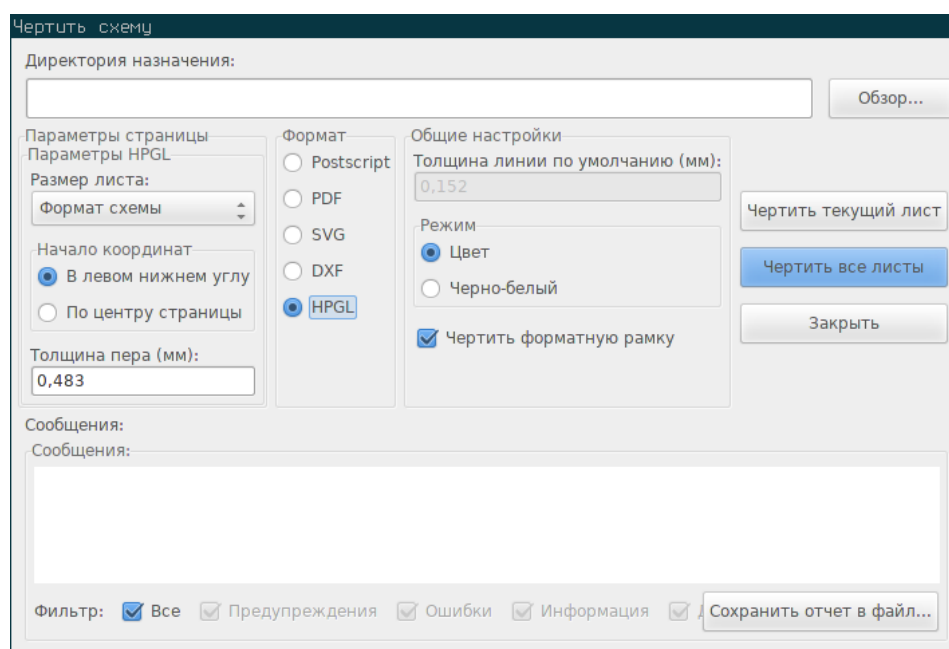 Чертить схему
Директория назначения:
Обзор...
Параметры страницы
Параметры HPGL
Размер листа:
Формат схемы
Начало координат
В левом нижнем углу
По центру страницы
Толщина пера (мм):
0,483
Формат
Postscript
PDF
SVG
DXF
HPGL
Общие настройки
Толщина линии по умолчанию (мм):
0,152
Режим
Цвет
Черно-белый
Чертить форматную рамку
Чертить текущий лист
Чертить все листы
Закрыть
Сообщения:
Сообщения:
Фильтр: Все Предупреждения Ошибки Информация Сохранить отчет в файл...